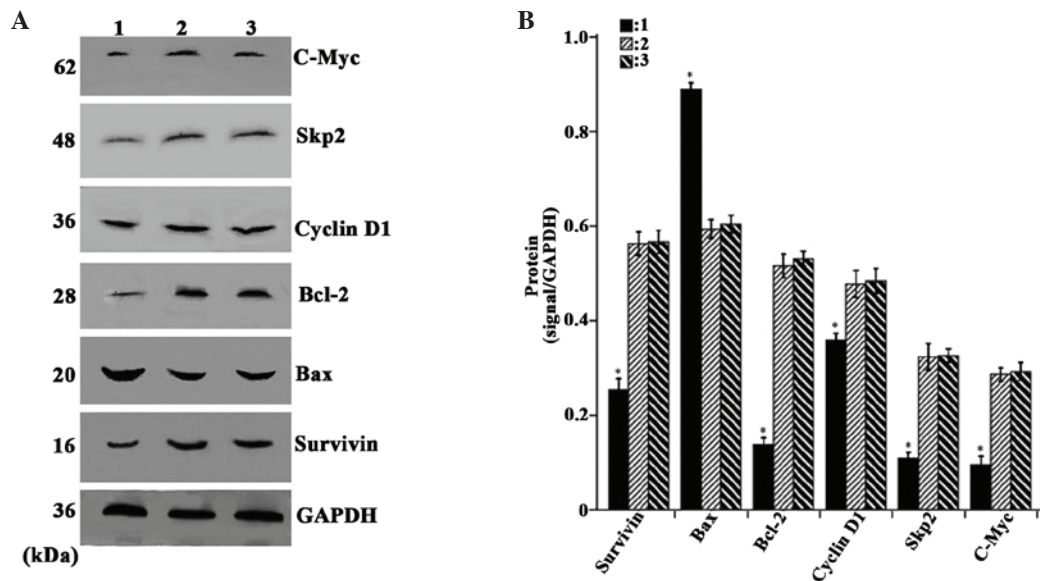 A
1 2 3
62 C-Myc
48 Skp2
36 Cyclin D1
28 Bcl-2
20 Bax
16 Survivin
36 GAPDH
(kDa)
B
:1
:2
:3
Protein
(signal/GAPDH)
1.0
0.8
0.6
0.4
0.2
0
*
*
*
*
*
*
Survivin
Bax
Bcl-2
Cyclin D1
Skp2
C-Myc